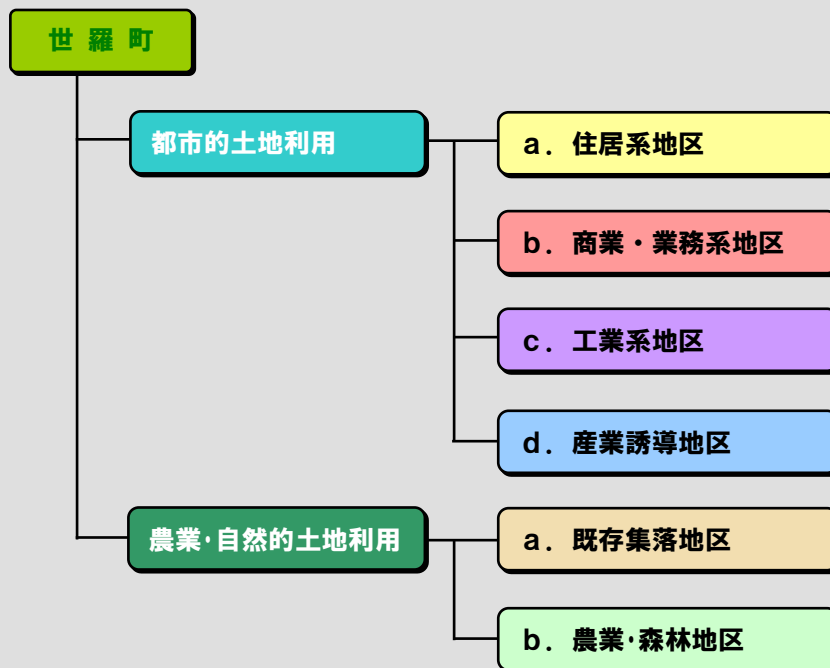 世羅町
都市的土地利用
a．住居系地区
b．商業・業務系地区
c．工業系地区
d．産業誘導地区
農業･自然的土地利用
a．既存集落地区
b．農業･森林地区